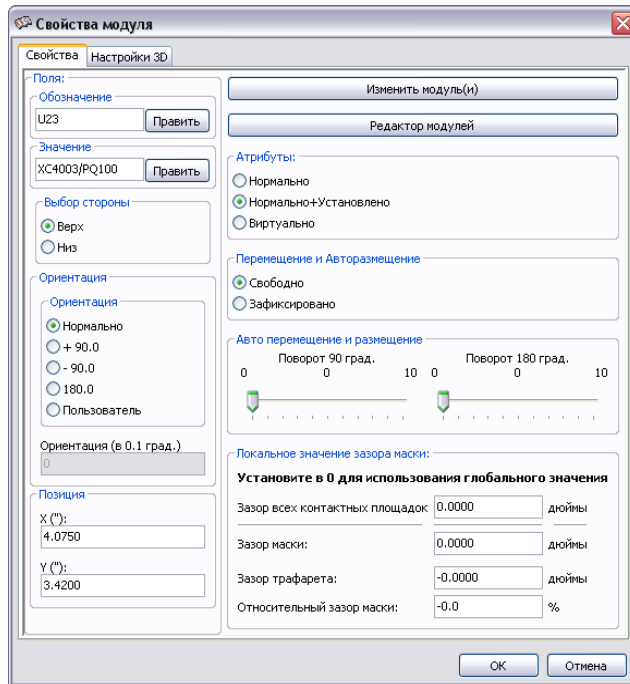 Свойства модуля
Свойства
Настройки 3D
Поля:
Обозначение
U23
Править
Значение
XC4003/PQ100
Править
Выбор стороны
Верх
Низ
Ориентация
Ориентация
Нормально
+ 90.0
- 90.0
180.0
Пользователь
Ориентация (в 0.1 град.)
0
Позиция
X ("):
4.0750
Y ("):
3.4200
Изменить модуль(и)
Редактор модулей
Атрибуты:
Нормально
Нормально+Установлено
Виртуально
Перемещение и Авторазмещение
Свободно
Зафиксировано
Авто перемещение и размещение
Поворот 90 град.
0 0 10
Поворот 180 град.
0 0 10
Локальное значение зазора маски:
Установите в 0 для использования глобального значения
Зазор всех контактных площадок 0.0000 дюймы
Зазор маски: 0.0000 дюймы
Зазор трафарета: -0.0000 дюймы
Относительный зазор маски: -0.0 %
OK
Отмена